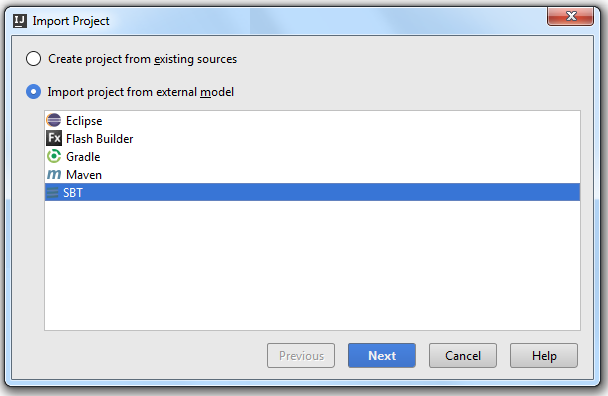 IJ Import Project
Create project from existing sources
Import project from external model
Eclipse
Fx Flash Builder
Gradle
m Maven
SBT
Previous Next Cancel Help